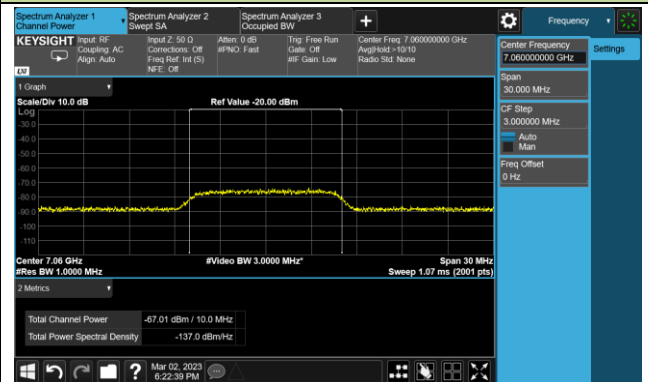 Spectrum Analyzer 1
Channel Power
Spectrum Analyzer 2
Swept SA
Spectrum Analyzer 3
Occupied BW
Frequency
KEYSIGHT
Input: RF
Coupling: AC
Align: Auto
Input Z: 50 Ω
Corrections: Off
Freq Ref: Int (S)
NFE: Off
Atten: 0 dB
#PNO: Fast
Trig: Free Run
Gate: Off
#IF Gain: Low
Center Freq: 7.060000000 GHz
Avg|Hold:>10/10
Radio Std: None
LXI
Center Frequency
7.060000000 GHz
Settings
Span
30.000 MHz
CF Step
3.000000 MHz
Auto
Man
Freq Offset
0 Hz
1 Graph
Scale/Div 10.0 dB
Ref Value -20.00 dBm
Log
-30.0
-40.0
-50.0
-60.0
-70.0
-80.0
-90.0
-100
-110
Center 7.06 GHz
#Video BW 3.0000 MHz*
Span 30 MHz
#Res BW 1.0000 MHz
Sweep 1.07 ms (2001 pts)
2 Metrics
Total Channel Power -67.01 dBm / 10.0 MHz
Total Power Spectral Density -137.0 dBm/Hz
Mar 02, 2023
6:22:39 PM